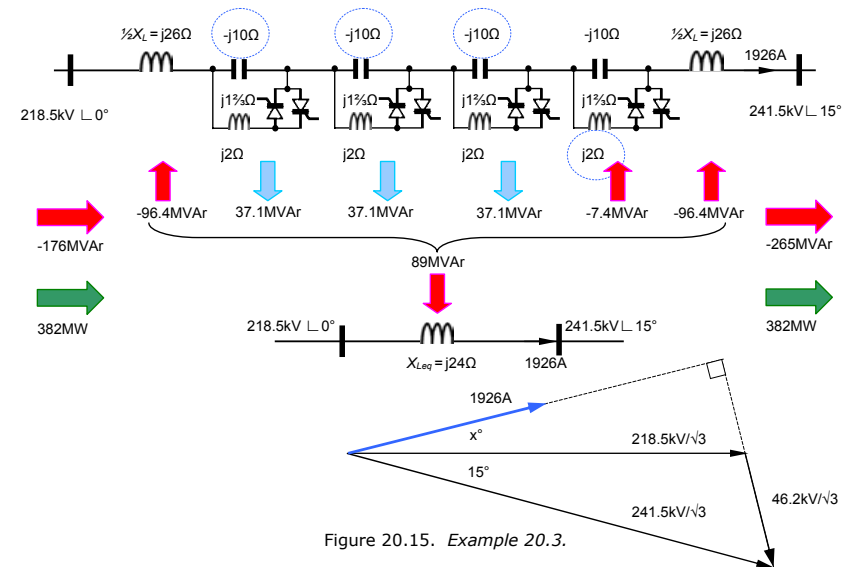 ½XL = j26Ω -j10Ω -j10Ω -j10Ω -j10Ω ½XL = j26Ω
1926A
218.5kV ∟0° j1⅔Ω j1⅔Ω j1⅔Ω j1⅔Ω 241.5kV∟ 15°
j2Ω j2Ω j2Ω j2Ω
-96.4MVAr 37.1MVAr 37.1MVAr 37.1MVAr -7.4MVAr -96.4MVAr
-176MVAr -265MVAr
89MVAr
382MW 382MW
218.5kV ∟0° 241.5kV∟ 15°
XLeq = j24Ω 1926A
1926A
x° 218.5kV/√3
15°
46.2kV/√3
241.5kV/√3
Figure 20.15. Example 20.3.